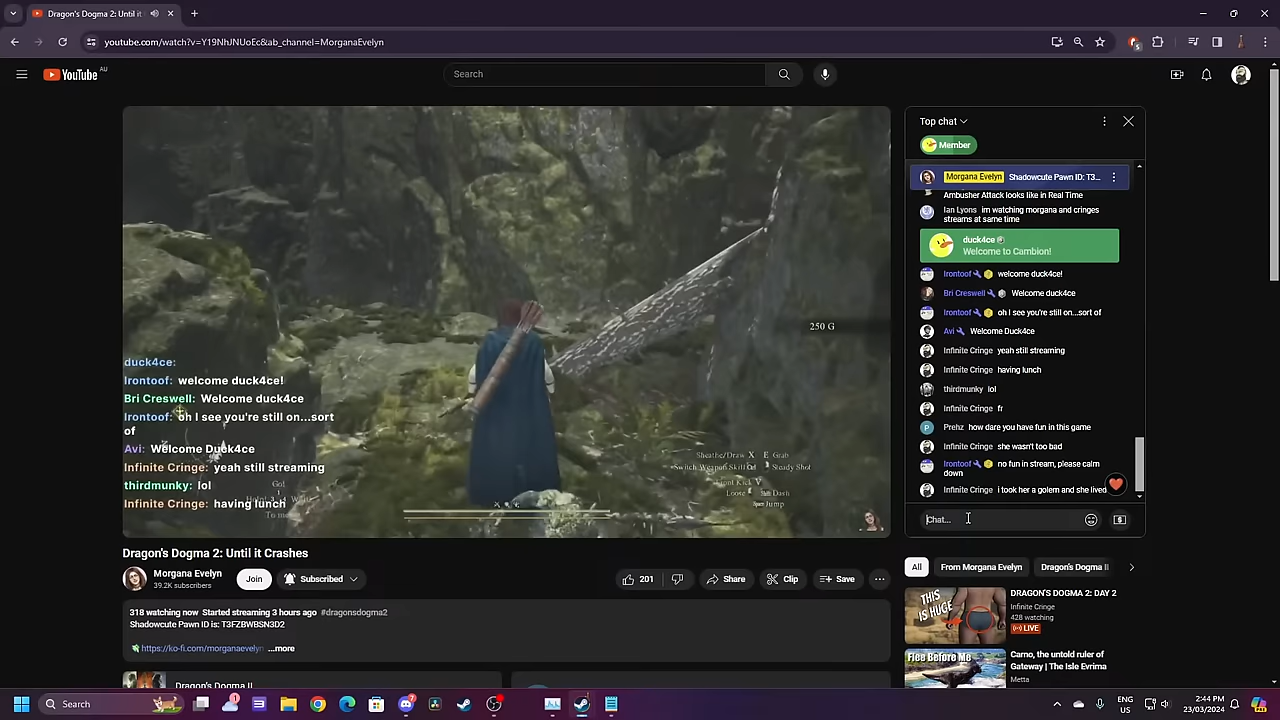 Dragon's Dogma 2: Until it
youtube.com/watch?v=Y19NhJNUoEc&ab_channel=MorganaEvelyn
YouTube AU
Search
Top chat
Member
Morgana Evelyn Shadowcute Pawn ID: T3...
Ambusher Attack looks like in Real Time
Ian Lyons im watching morgana and cringes
streams at same time
duck4ce
Welcome to Cambion!
Irontoof welcome duck4ce!
Bri Creswell Welcome duck4ce
Irontoof oh I see you're still on...sort of
Avi Welcome Duck4ce
Infinite Cringe yeah still streaming
Infinite Cringe having lunch
thirdmunky lol
Infinite Cringe fr
P Prehz how dare you have fun in this game
Infinite Cringe she wasn't too bad
Irontoof no fun in stream, please calm
down
Infinite Cringe i took her a golem and she lived
Chat...
250 G
duck4ce:
Irontoof: welcome duck4ce!
Bri Creswell: Welcome duck4ce
Irontoof: oh I see you're still on...sort
of
Avi: Welcome Duck4ce
Infinite Cringe: yeah still streaming
thirdmunky: lol
Infinite Cringe: having lunch
Go!
To me!
Sheathe/Draw X E Grab
Switch Weapon Skill Ctrl Steady Shot
Kick V
Loose Shift Dash
Space Jump
Dragon's Dogma 2: Until it Crashes
Morgana Evelyn
39.2K subscribers
Join
Subscribed
201
Share
Clip
Save
318 watching now Started streaming 3 hours ago #dragonsdogma2
Shadowcute Pawn ID is: T3FZBWBSN3D2
https://ko-fi.com/morganaevelyn ...more
Dragon's Dogma II
All
From Morgana Evelyn
Dragon's Dogma II
THIS
IS
HUGE
DRAGON'S DOGMA 2: DAY 2
Infinite Cringe
428 watching
LIVE
Flee Before Me
Carno, the untold ruler of
Gateway | The Isle Evrima
Metta
Search
1
7
ENG
US
2:44 PM
23/03/2024